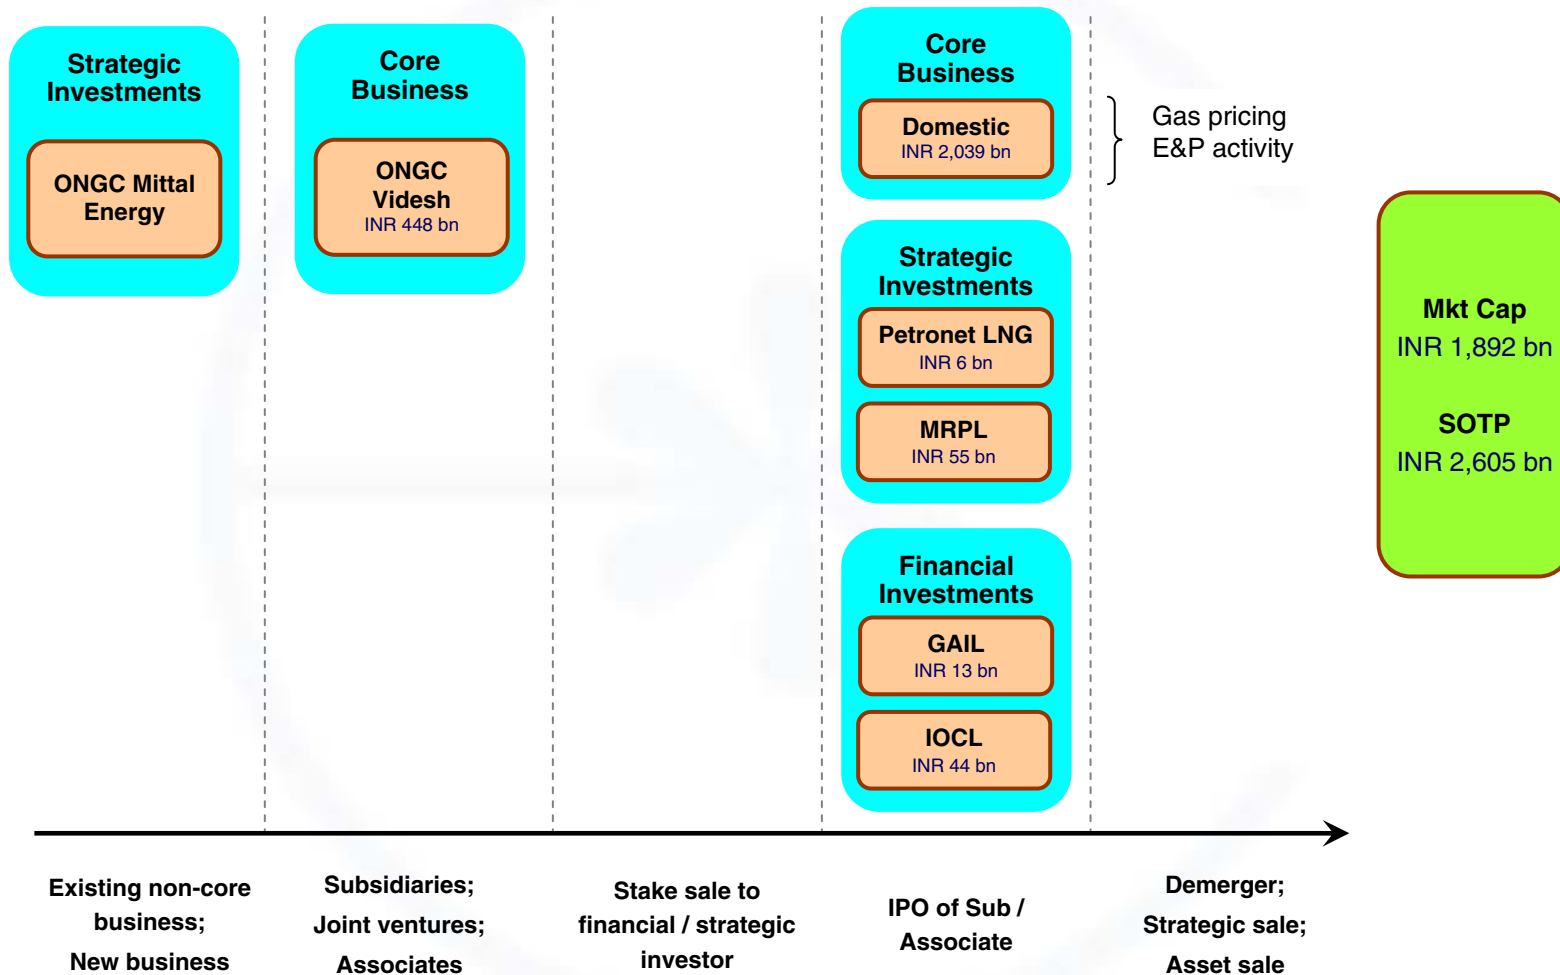 Strategic
Investments
ONGC Mittal
Energy
Core
Business
ONGC
Videsh
INR 448 bn
Core
Business
Domestic
INR 2,039 bn
Gas pricing
E&P activity
Strategic
Investments
Petronet LNG
INR 6 bn
MRPL
INR 55 bn
Financial
Investments
GAIL
INR 13 bn
IOCL
INR 44 bn
Mkt Cap
INR 1,892 bn
SOTP
INR 2,605 bn
Existing non-core
business;
New business
Subsidiaries;
Joint ventures;
Associates
Stake sale to
financial / strategic
investor
IPO of Sub /
Associate
Demerger;
Strategic sale;
Asset sale